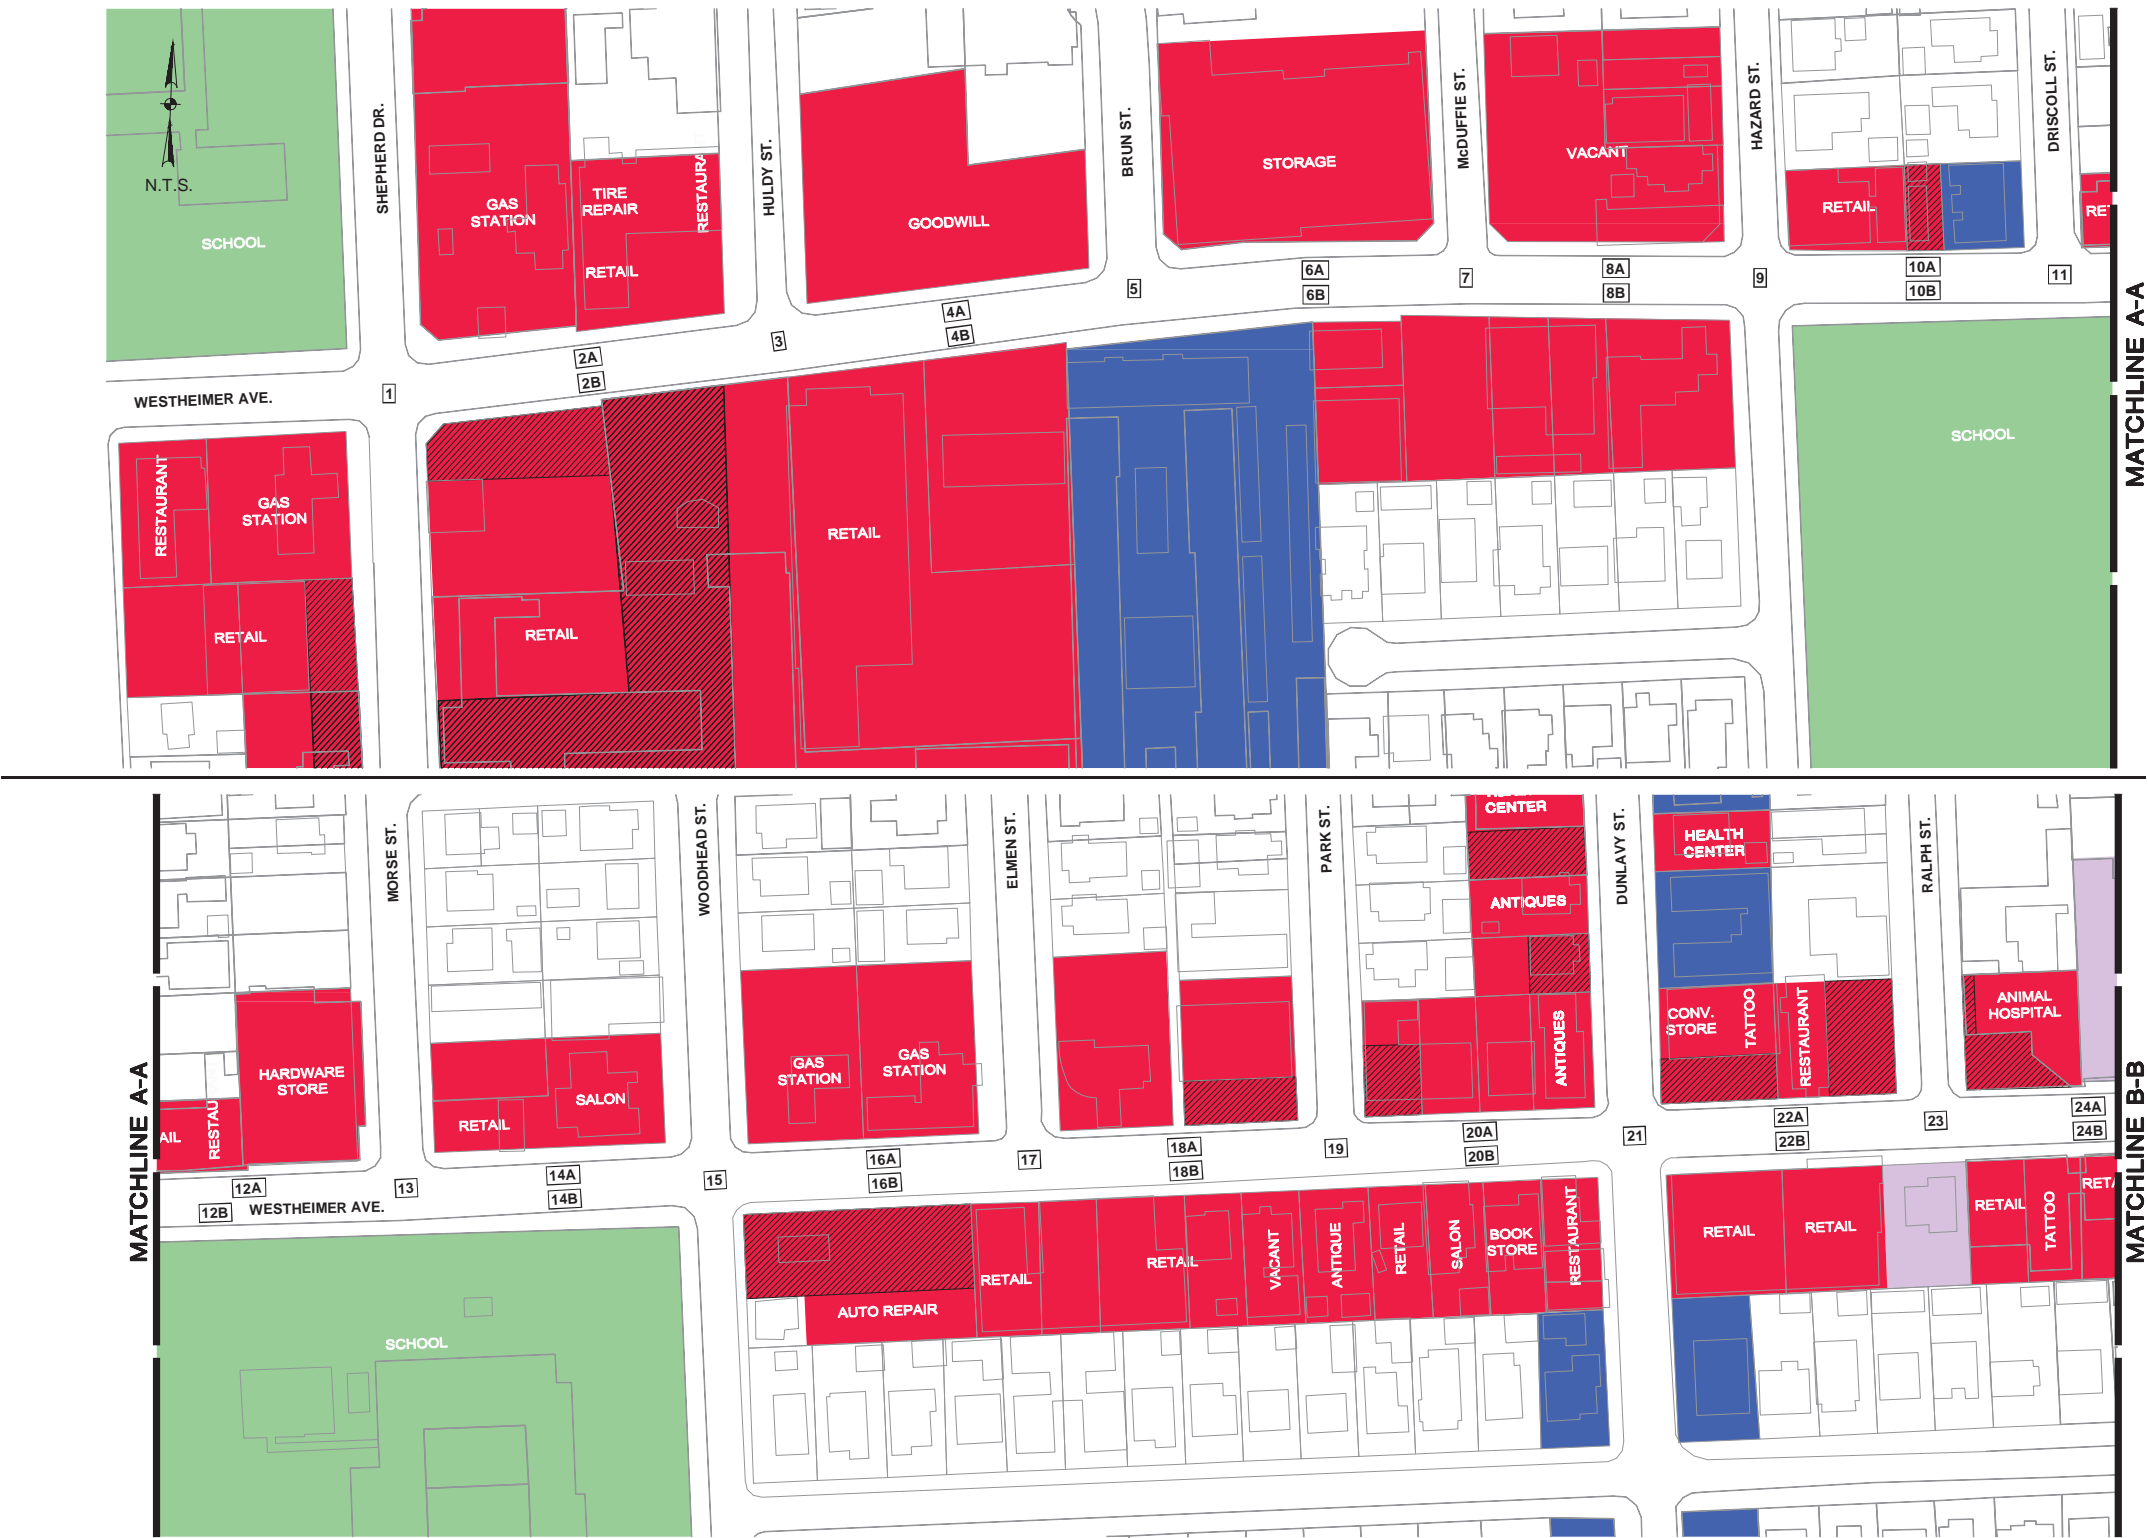 N.T.S.
SCHOOL
SHEPHERD DR.
GAS
STATION
TIRE
REPAIR
RETAIL
HULDY ST.
GOODWILL
BRUN ST.
STORAGE
McDUFFIE ST.
VACANT
HAZARD ST.
RETAIL
DRISCOLL ST.
MATCHLINE A-A
WESTHEIMER AVE.
1
2A
2B
3
4A
4B
5
6A
6B
7
8A
8B
9
10A
10B
11
RESTAURANT
GAS
STATION
RETAIL
RETAIL
RETAIL
SCHOOL
MATCHLINE A-A
HARDWARE
STORE
MORSE ST.
RETAIL
SALON
WOODHEAD ST.
GAS
STATION
GAS
STATION
ELMEN ST.
PARK ST.
CENTER
ANTIQUES
ANTIQUES
DUNLAVY ST.
HEALTH
CENTER
CONV.
STORE
TATTOO
RESTAURANT
RALPH ST.
ANIMAL
HOSPITAL
MATCHLINE B-B
12A
12B
WESTHEIMER AVE.
13
14A
14B
15
16A
16B
17
18A
18B
19
20A
20B
21
22A
22B
23
24A
24B
SCHOOL
AUTO REPAIR
RETAIL
RETAIL
VACANT
ANTIQUE
RETAIL
SALON
BOOK
STORE
RESTAURANT
RETAIL
RETAIL
RETAIL
TATTOO